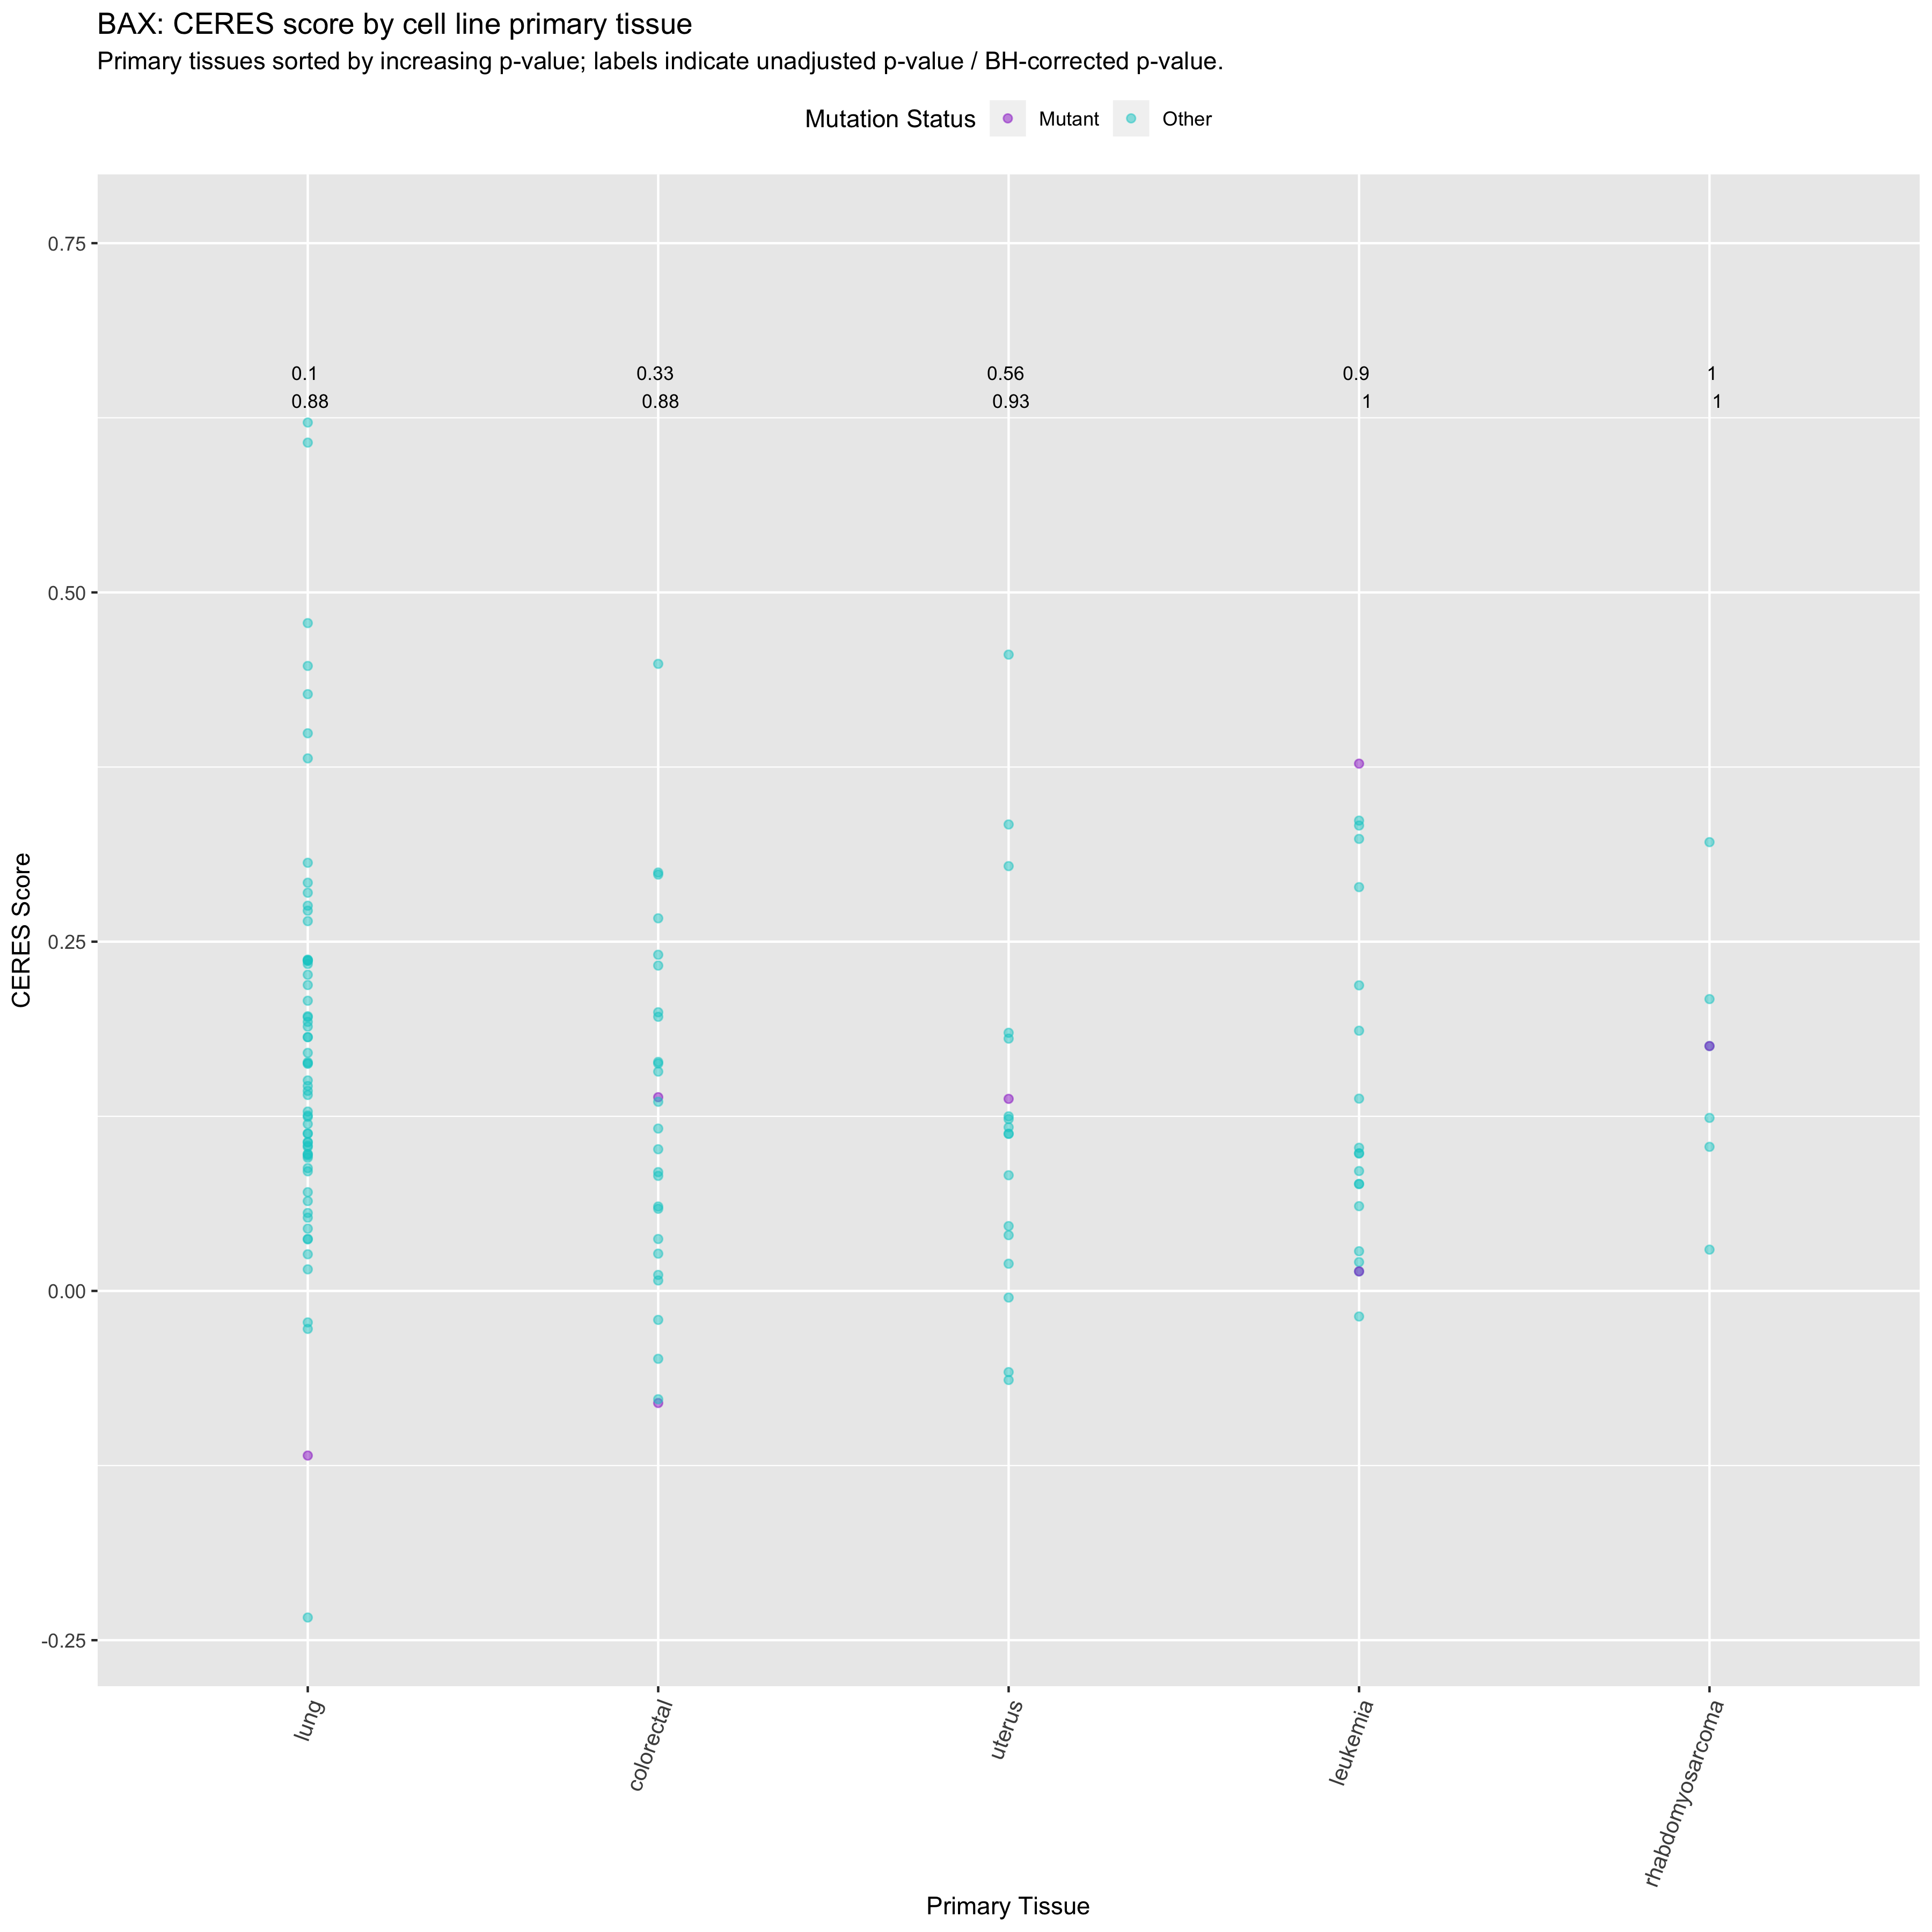 BAX: CERES score by cell line primary tissue
Primary tissues sorted by increasing p-value; labels indicate unadjusted p-value / BH-corrected p-value.
Mutation Status Mutant Other
0.75
0.1 0.33 0.56 0.9 1
0.88 0.88 0.93 1 1
0.50
CERES Score
0.25
0.00
-0.25
lung colorectal uterus leukemia rhabdomyosarcoma
Primary Tissue